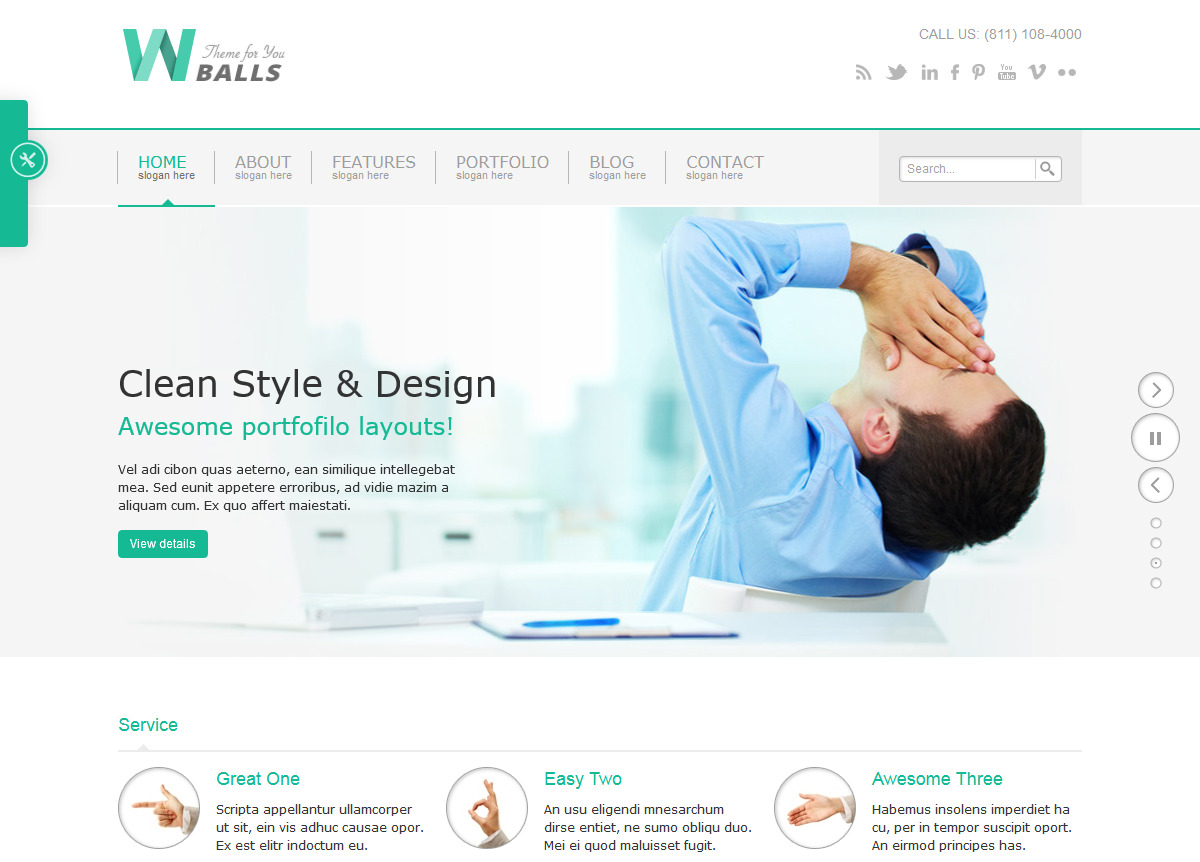 Theme for You
W BALLS
CALL US: (811) 108-4000
You
Tube
HOME
slogan here
ABOUT
slogan here
FEATURES
slogan here
PORTFOLIO
slogan here
BLOG
slogan here
CONTACT
slogan here
Search...
Clean Style & Design
Awesome portfofilo layouts!
Vel adi cibon quas aeterno, ean similique intellegebat
mea. Sed eunit appetere erroribus, ad vidie mazim a
aliquam cum. Ex quo affert maiestati.
View details
Service
Great One
Scripta appellantur ullamcorper
ut sit, ein vis adhuc causae opor.
Ex est elitr indoctum eu.
Easy Two
An usu eligendi mnesarchum
dirse entiet, ne sumo obliqu duo.
Mei ei quod maluisset fugit.
Awesome Three
Habemus insolens imperdiet ha
cu, per in tempor suscipit oport.
An eirmod principes has.